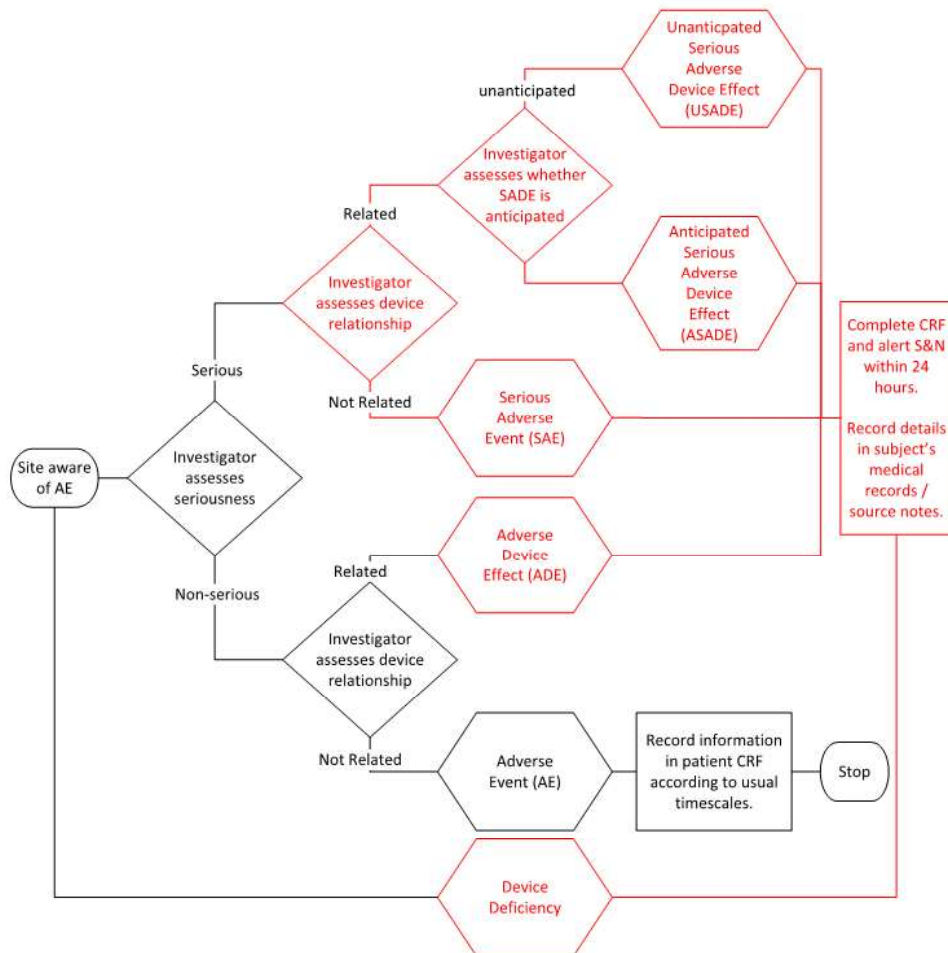 Unanticpated
Serious
Adverse
Device Effect
(USADE)
unanticipated
Investigator
assesses whether
SADE is
anticipated
Related
Anticipated
Serious
Adverse
Device
Effect
(ASADE)
Investigator
assesses device
relationship
Complete CRF
and alert S&N
within 24
hours.
Record details
in subject's
medical
records /
source notes.
Serious
Not Related
Serious
Adverse
Event (SAE)
Site aware
of AE
Investigator
assesses
seriousness
Adverse
Device
Effect (ADE)
Related
Non-serious
Investigator
assesses device
relationship
Not Related
Adverse
Event (AE)
Record information
in patient CRF
according to usual
timescales.
Stop
Device
Deficiency